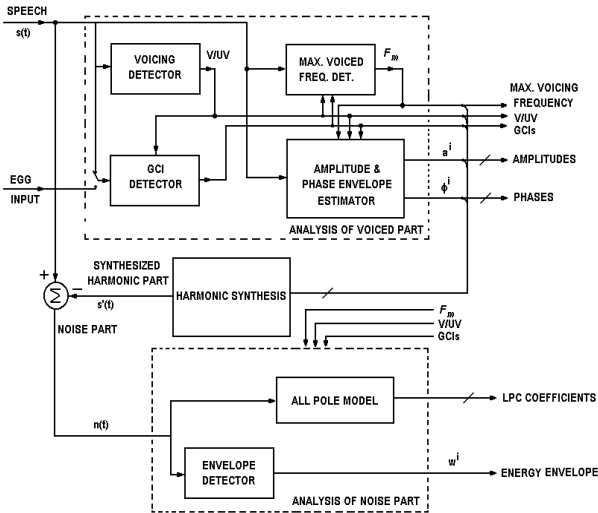 SPEECH
s(t)
VOICING
DETECTOR
V/UV
MAX. VOICED
FREQ. DET.
Fm
MAX. VOICING
FREQUENCY
V/UV
GCIs
GCI
DETECTOR
EGG
INPUT
AMPLITUDE &
PHASE ENVELOPE
ESTIMATOR
a i
AMPLITUDES
ϕ i
PHASES
ANALYSIS OF VOICED PART
SYNTHESIZED
HARMONIC PART
s'(t)
HARMONIC SYNTHESIS
+
−
Σ
NOISE PART
Fm
V/UV
GCIs
ALL POLE MODEL
LPC COEFFICIENTS
n(t)
ENVELOPE
DETECTOR
w i
ENERGY ENVELOPE
ANALYSIS OF NOISE PART